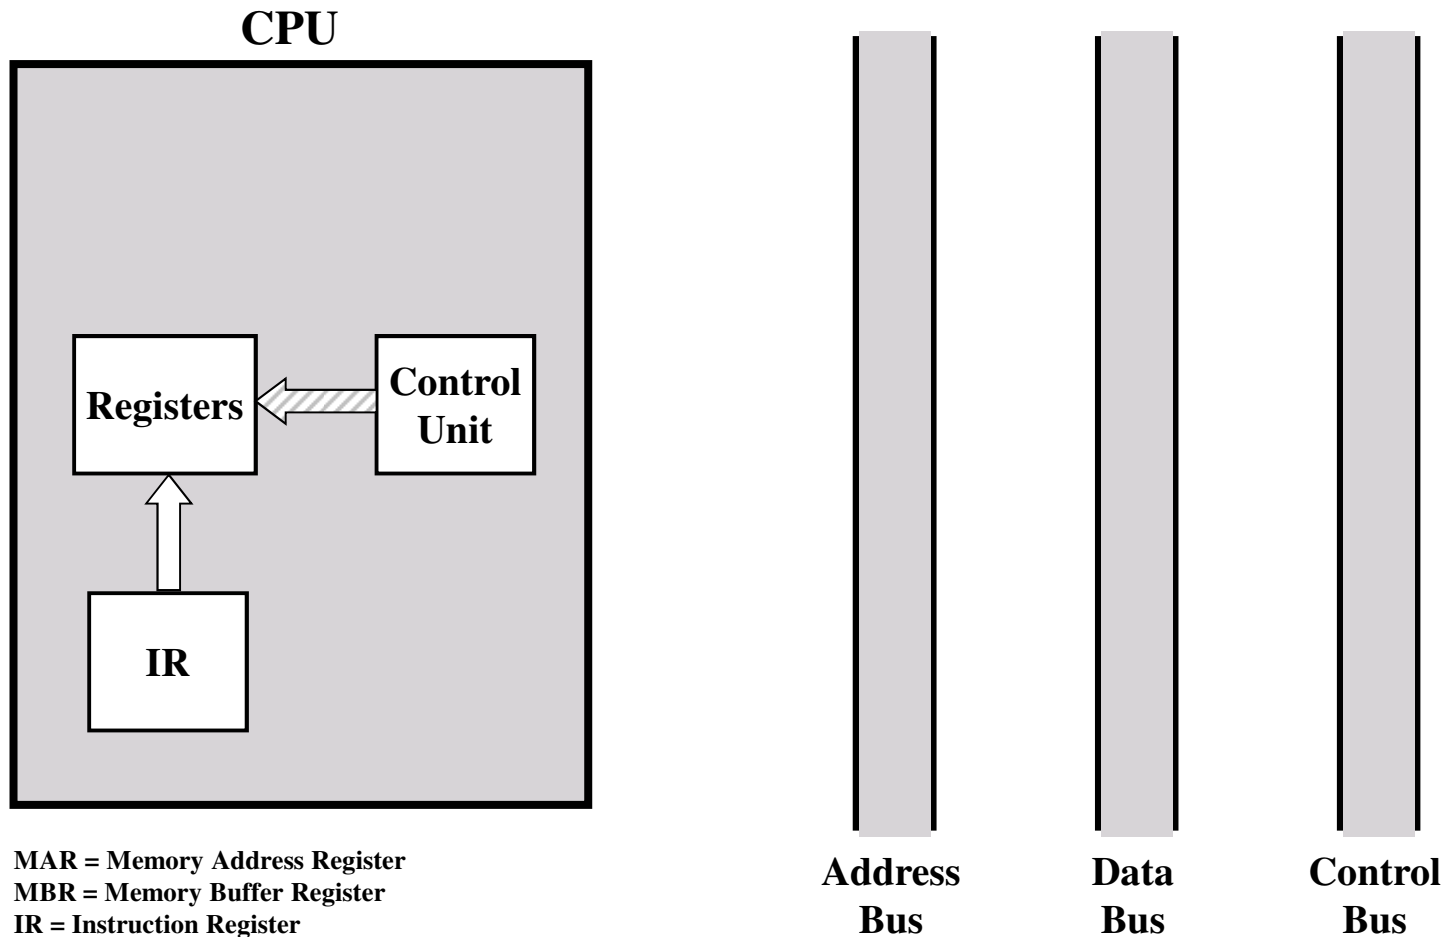 CPU
Registers
Control
Unit
IR
MAR = Memory Address Register
MBR = Memory Buffer Register
IR = Instruction Register
Address
Bus
Data
Bus
Control
Bus